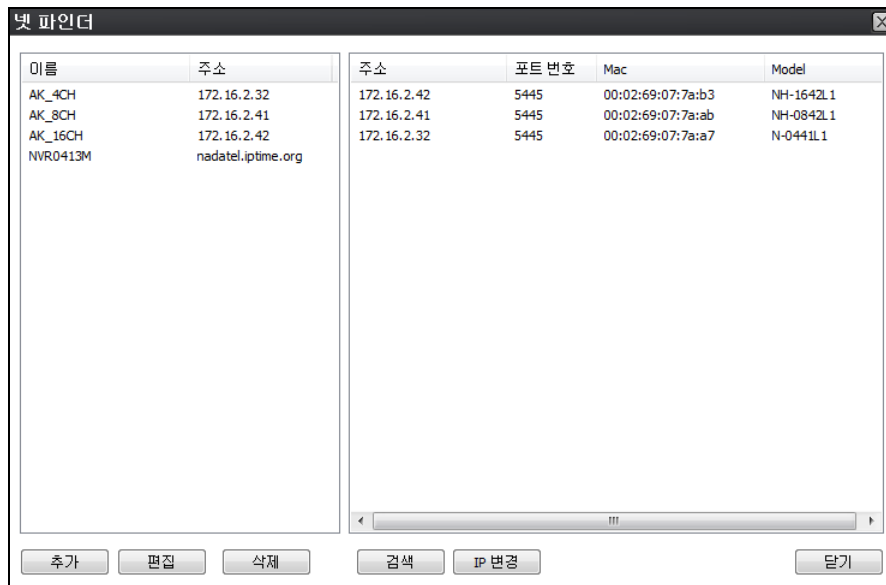 넷 파인더
이름 주소
AK_4CH 172.16.2.32
AK_8CH 172.16.2.41
AK_16CH 172.16.2.42
NVR0413M nadatel.iptime.org
주소 포트 번호 Mac Model
172.16.2.42 5445 00:02:69:07:7a:b3 NH-1642L1
172.16.2.41 5445 00:02:69:07:7a:ab NH-0842L1
172.16.2.32 5445 00:02:69:07:7a:a7 N-0441L1
추가 편집 삭제 검색 IP 변경 닫기